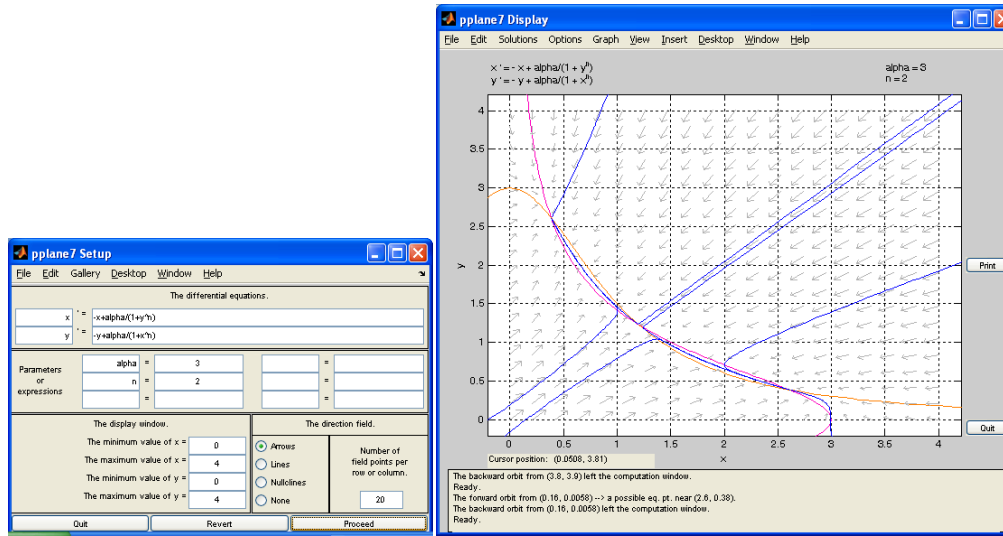 pplane7 Setup
File Edit Gallery Desktop Window Help
The differential equations.
x ' = -x+alpha/(1+y^n)
y ' = -y+alpha/(1+x^n)
Parameters or expressions
alpha = 3 =
n = 2 =
= =
The display window.
The minimum value of x = 0
The maximum value of x = 4
The minimum value of y = 0
The maximum value of y = 4
The direction field.
Arrows
Lines
Nullclines
None
Number of
field points per
row or column.
20
Quit Revert Proceed
pplane7 Display
File Edit Solutions Options Graph View Insert Desktop Window Help
x ' = - x + alpha/(1 + y^n)
y ' = - y + alpha/(1 + x^n)
alpha = 3
n = 2
4
3.5
3
2.5
2
1.5
1
0.5
0
y
0 0.5 1 1.5 2 2.5 3 3.5 4
x
Print
Quit
Cursor position: (0.0508, 3.81)
The backward orbit from (3.8, 3.9) left the computation window.
Ready.
The forward orbit from (0.16, 0.0058) --> a possible eq. pt. near (2.6, 0.38).
The backward orbit from (0.16, 0.0058) left the computation window.
Ready.